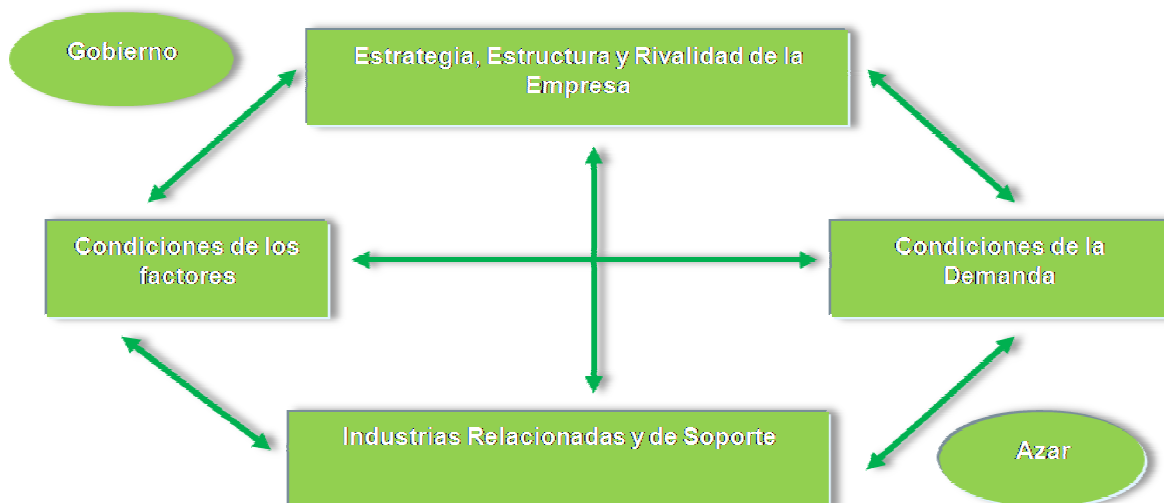 Gobierno
Estrategia, Estructura y Rivalidad de la
Empresa
Condiciones de los
factores
Condiciones de la
Demanda
Industrias Relacionadas y de Soporte
Azar